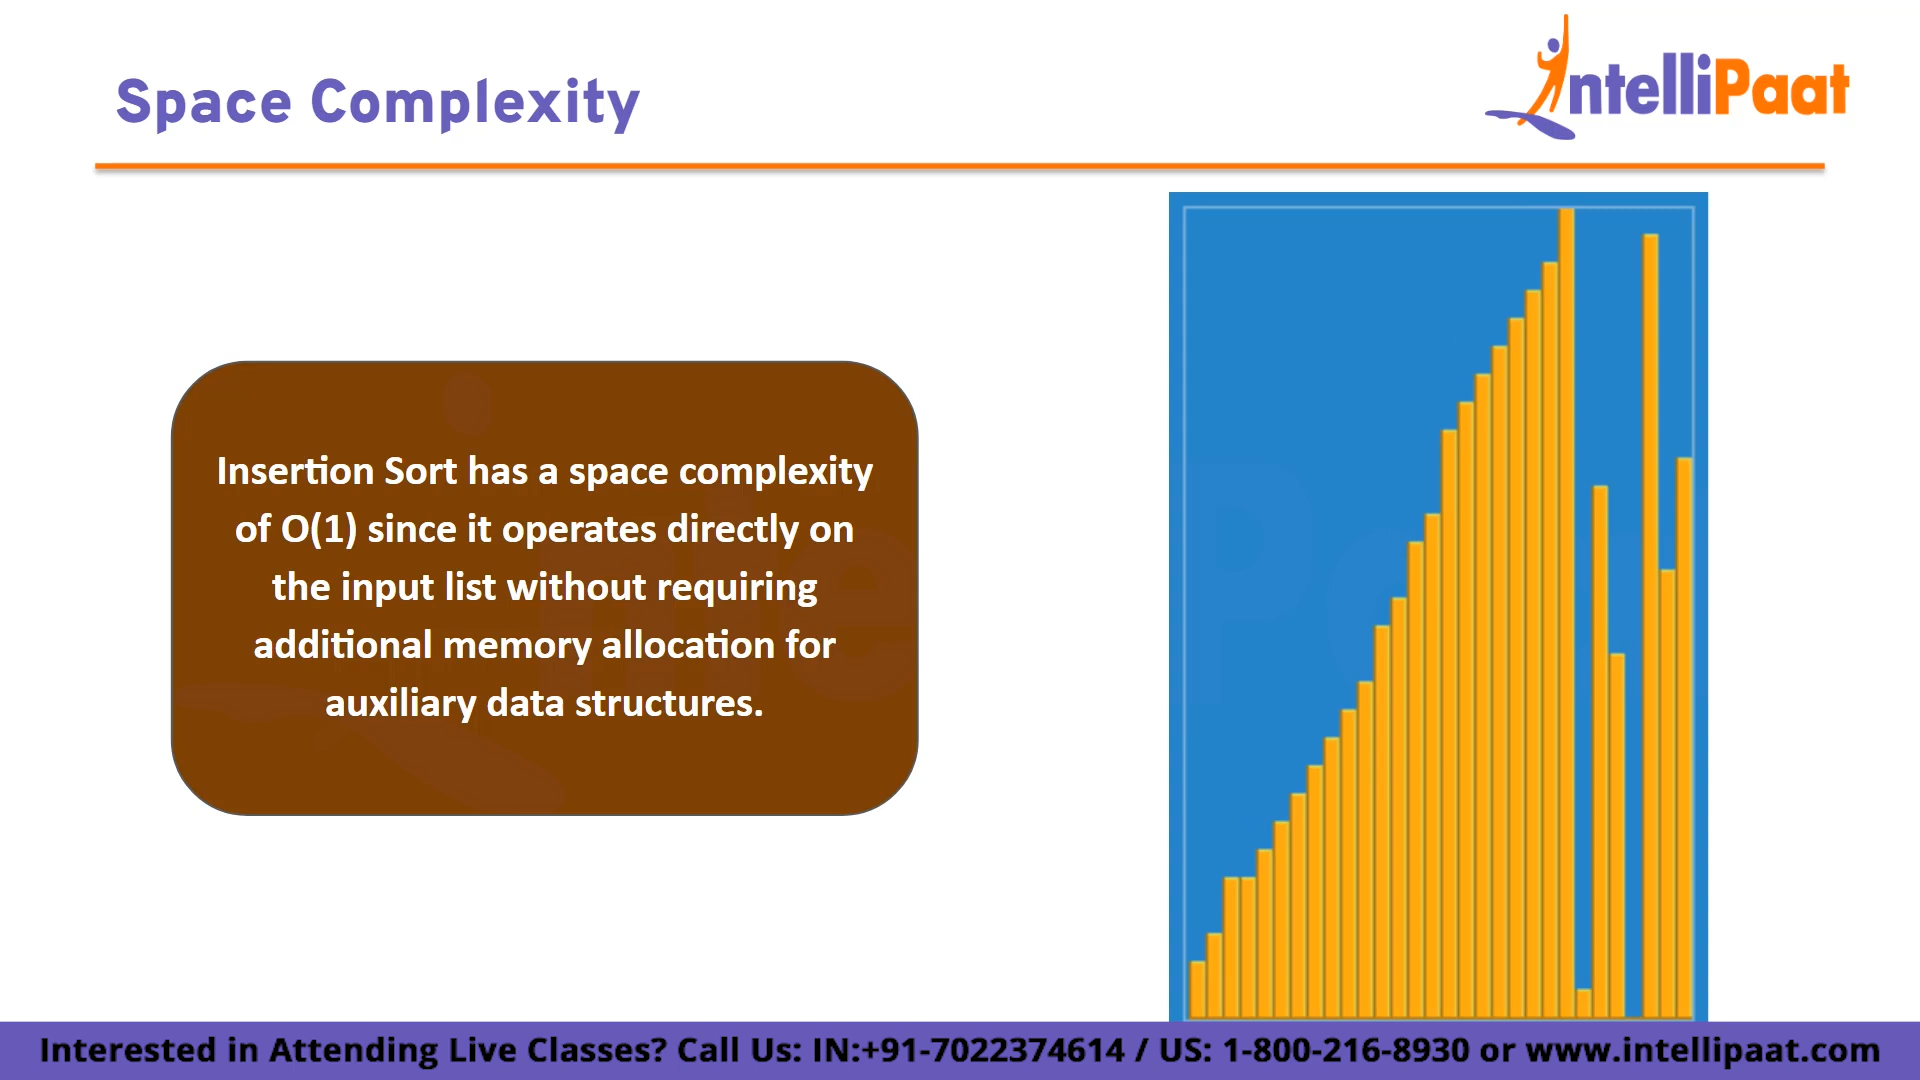 Space Complexity
IntelliPaat
Insertion Sort has a space complexity
of O(1) since it operates directly on
the input list without requiring
additional memory allocation for
auxiliary data structures.
Interested in Attending Live Classes? Call Us: IN:+91-7022374614 / US: 1-800-216-8930 or www.intellipaat.com